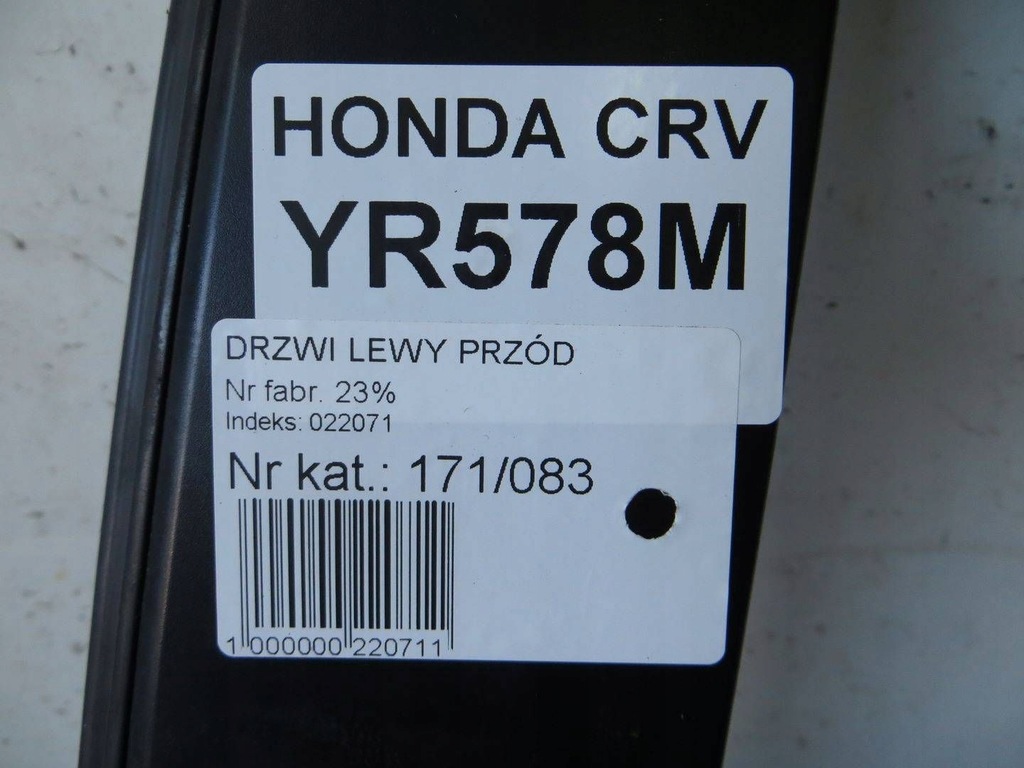 HONDA CRV
YR578M
DRZWI LEWY PRZÓD
Nr fabr. 23%
Indeks: 022071
Nr kat.: 171/083
1 000000 220711